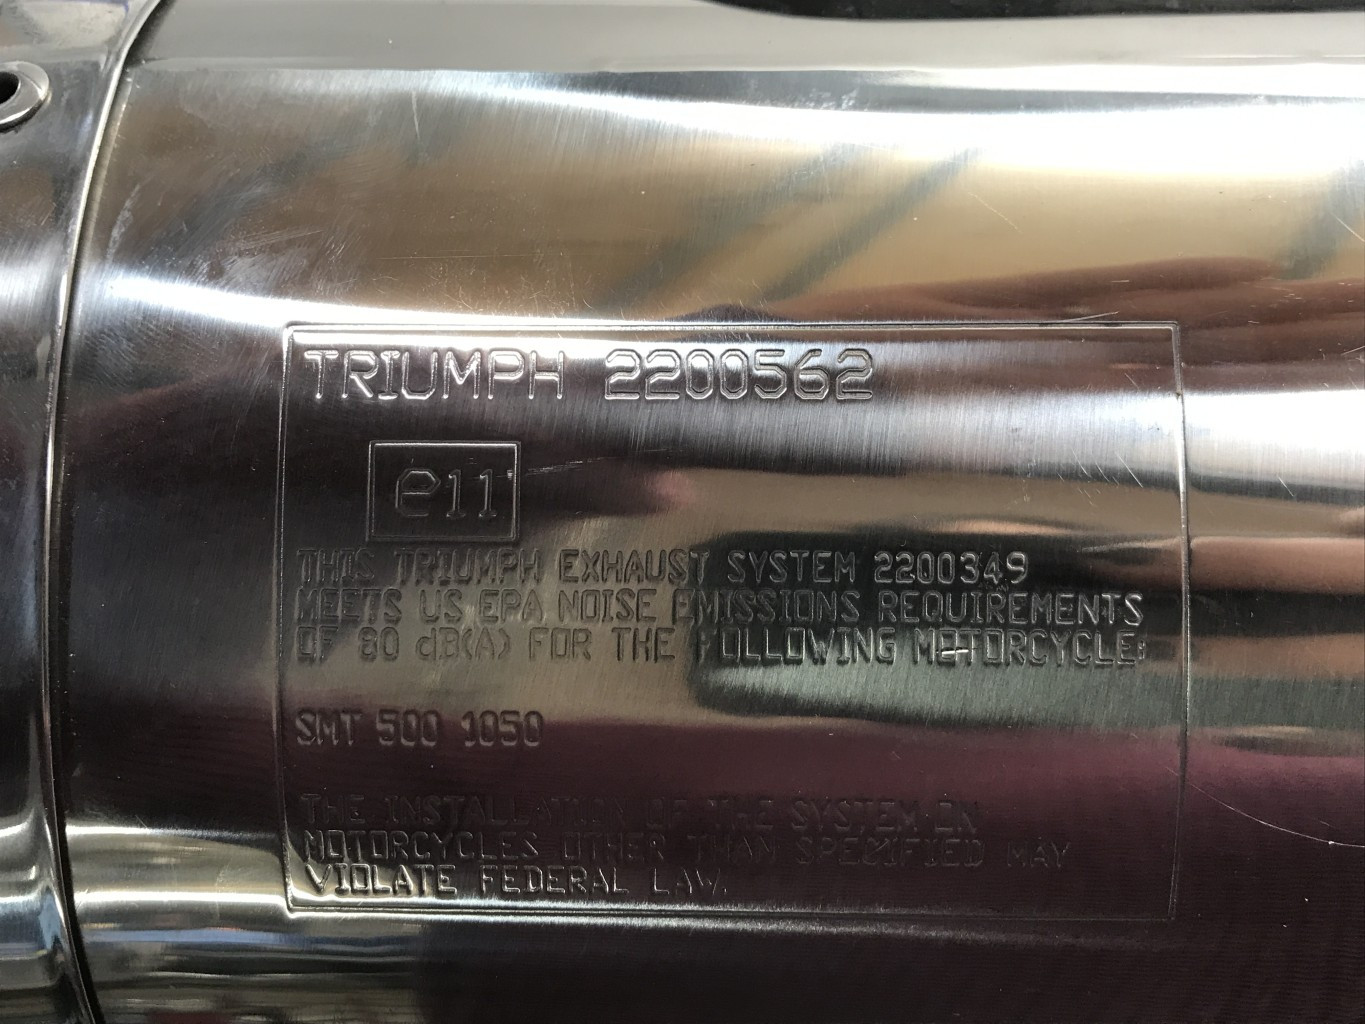 TRIUMPH 2200562
e11
THIS TRIUMPH EXHAUST SYSTEM 2200349
MEETS US EPA NOISE EMISSIONS REQUIREMENTS
OF 80 dB(A) FOR THE FOLLOWING MOTORCYCLE:
SMT 500 1050
THE INSTALLATION OF THE SYSTEM ON
MOTORCYCLES OTHER THAN SPECIFIED MAY
VIOLATE FEDERAL LAW.